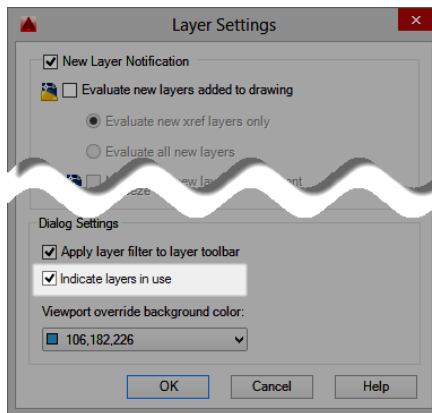 Layer Settings
New Layer Notification
Evaluate new layers added to drawing
Evaluate new xref layers only
Evaluate all new layers
new
Dialog Settings
Apply layer filter to layer toolbar
Indicate layers in use
Viewport override background color:
106,182,226
OK
Cancel
Help